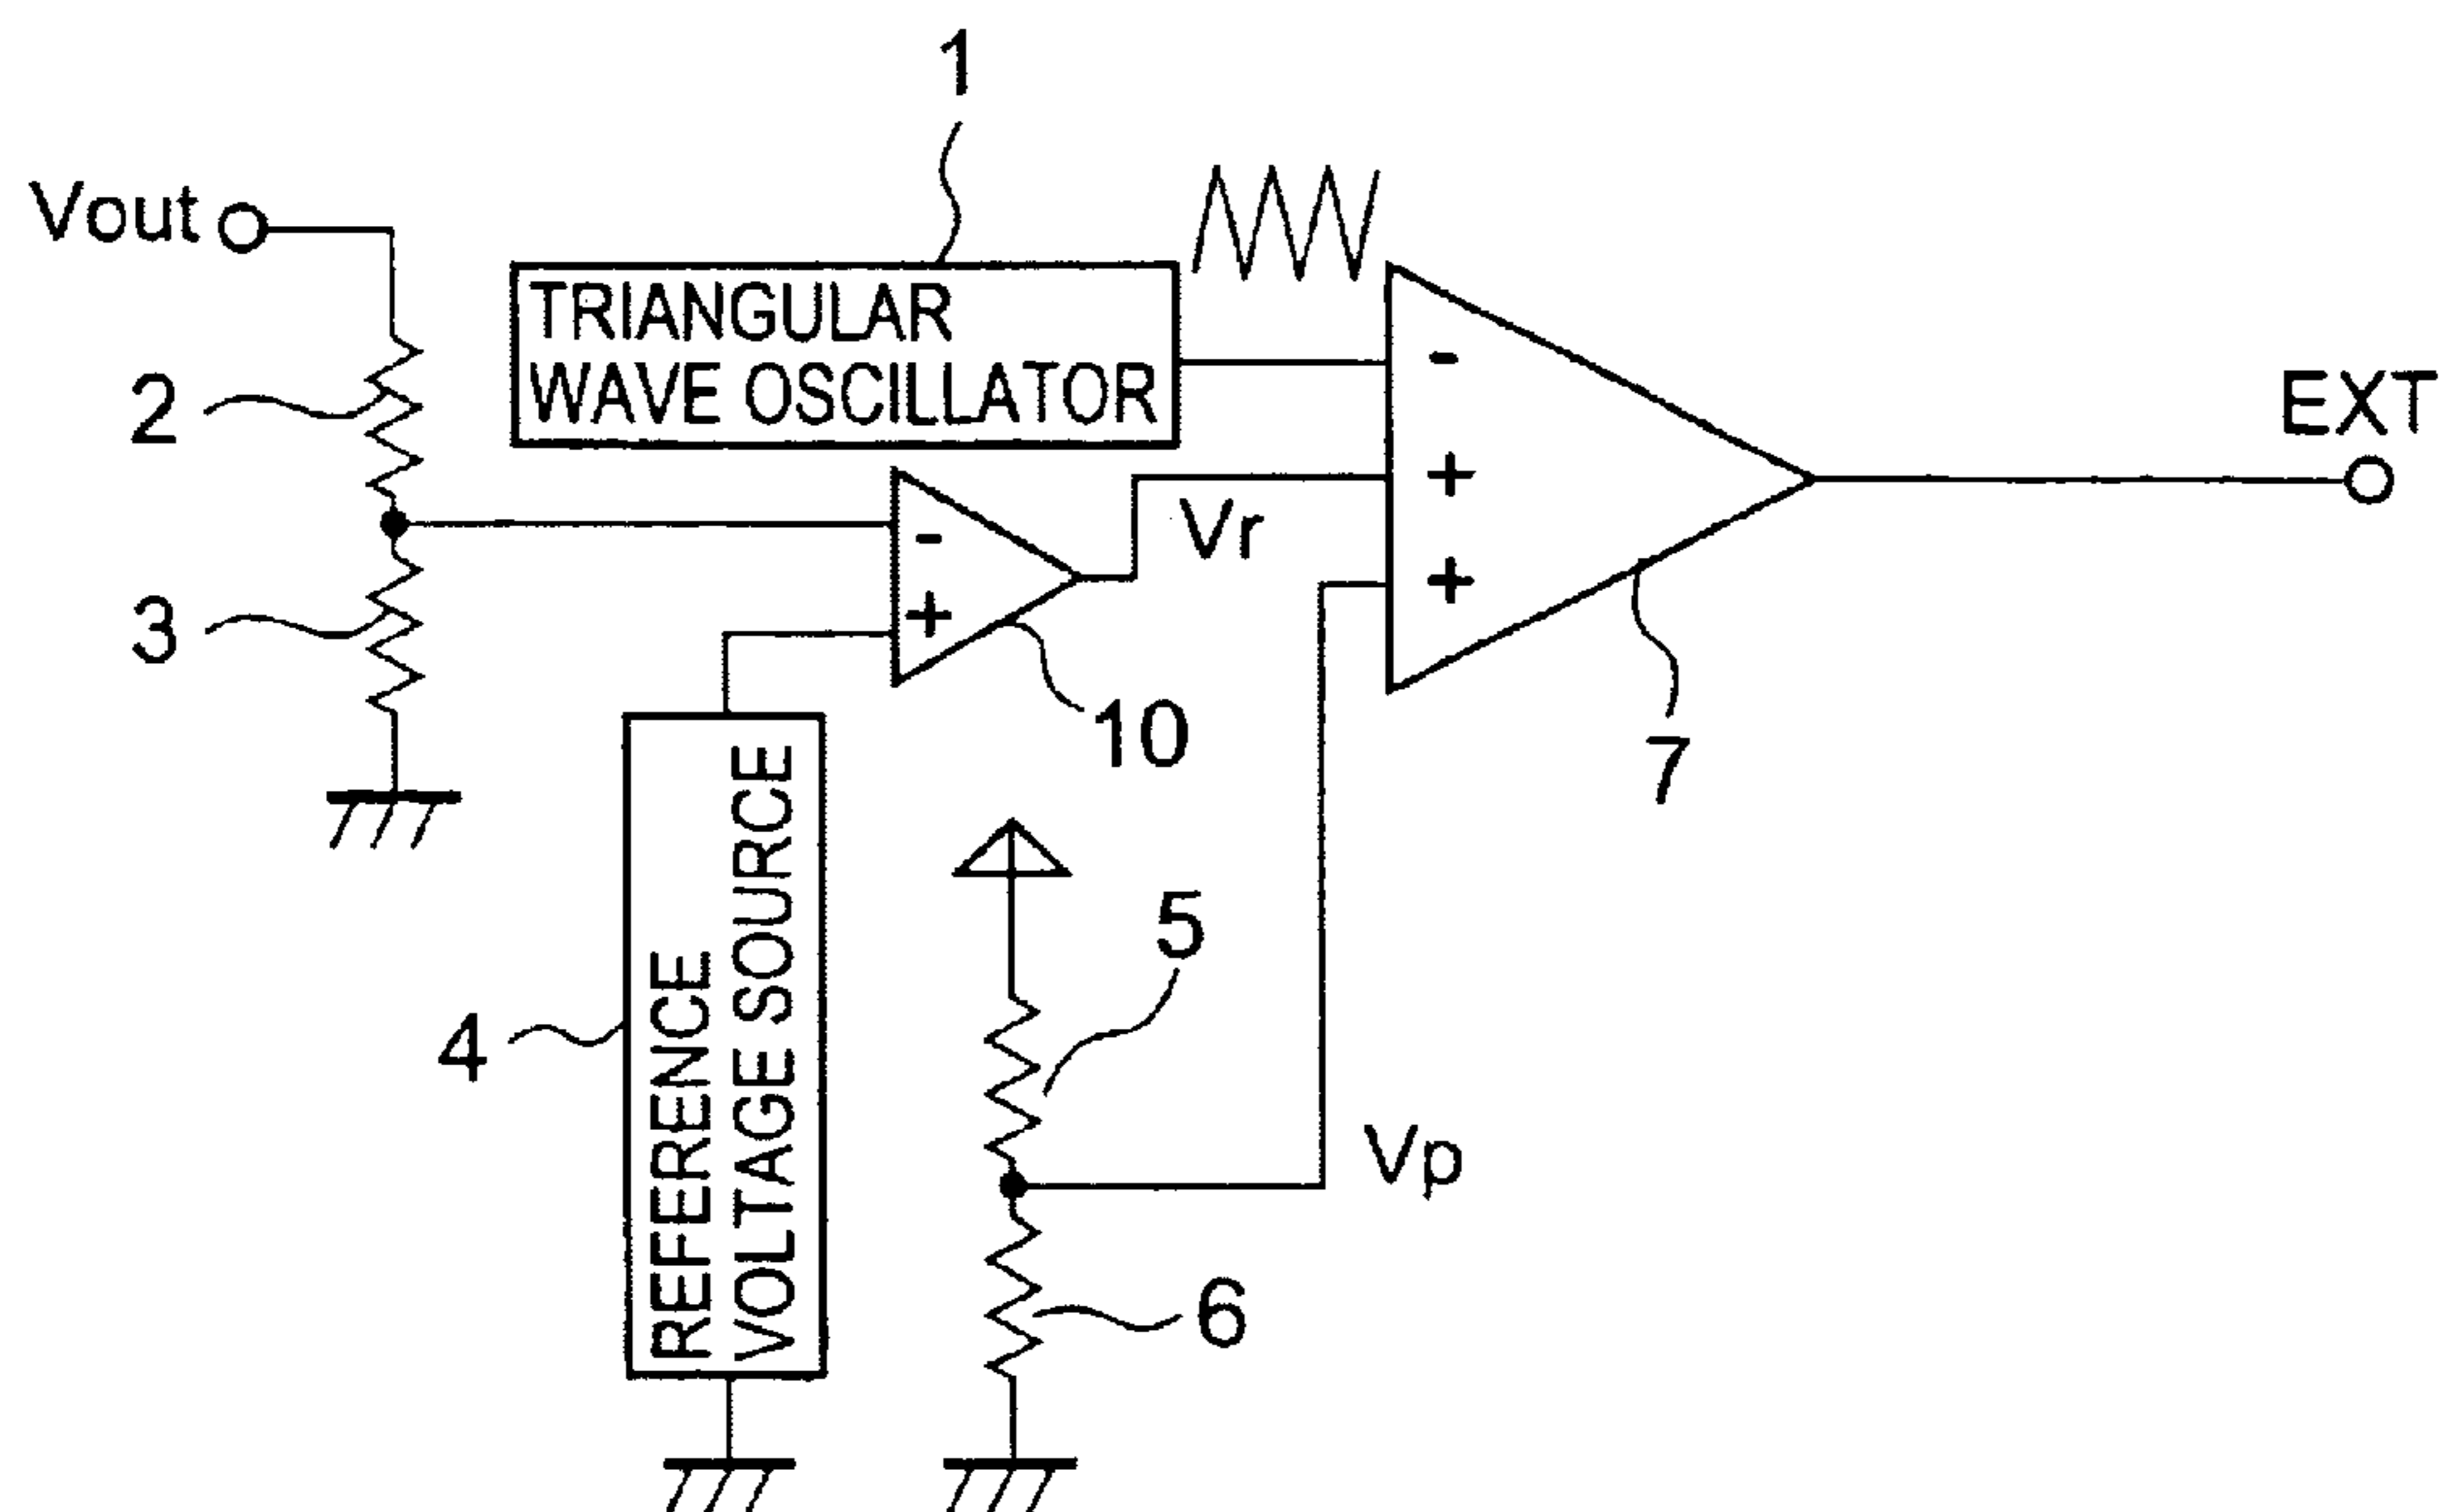 1
Vout
TRIANGULAR
WAVE OSCILLATOR
-
+
+
EXT
2
Vr
-
+
3
10
7
REFERENCE
VOLTAGE SOURCE
5
4
Vp
6